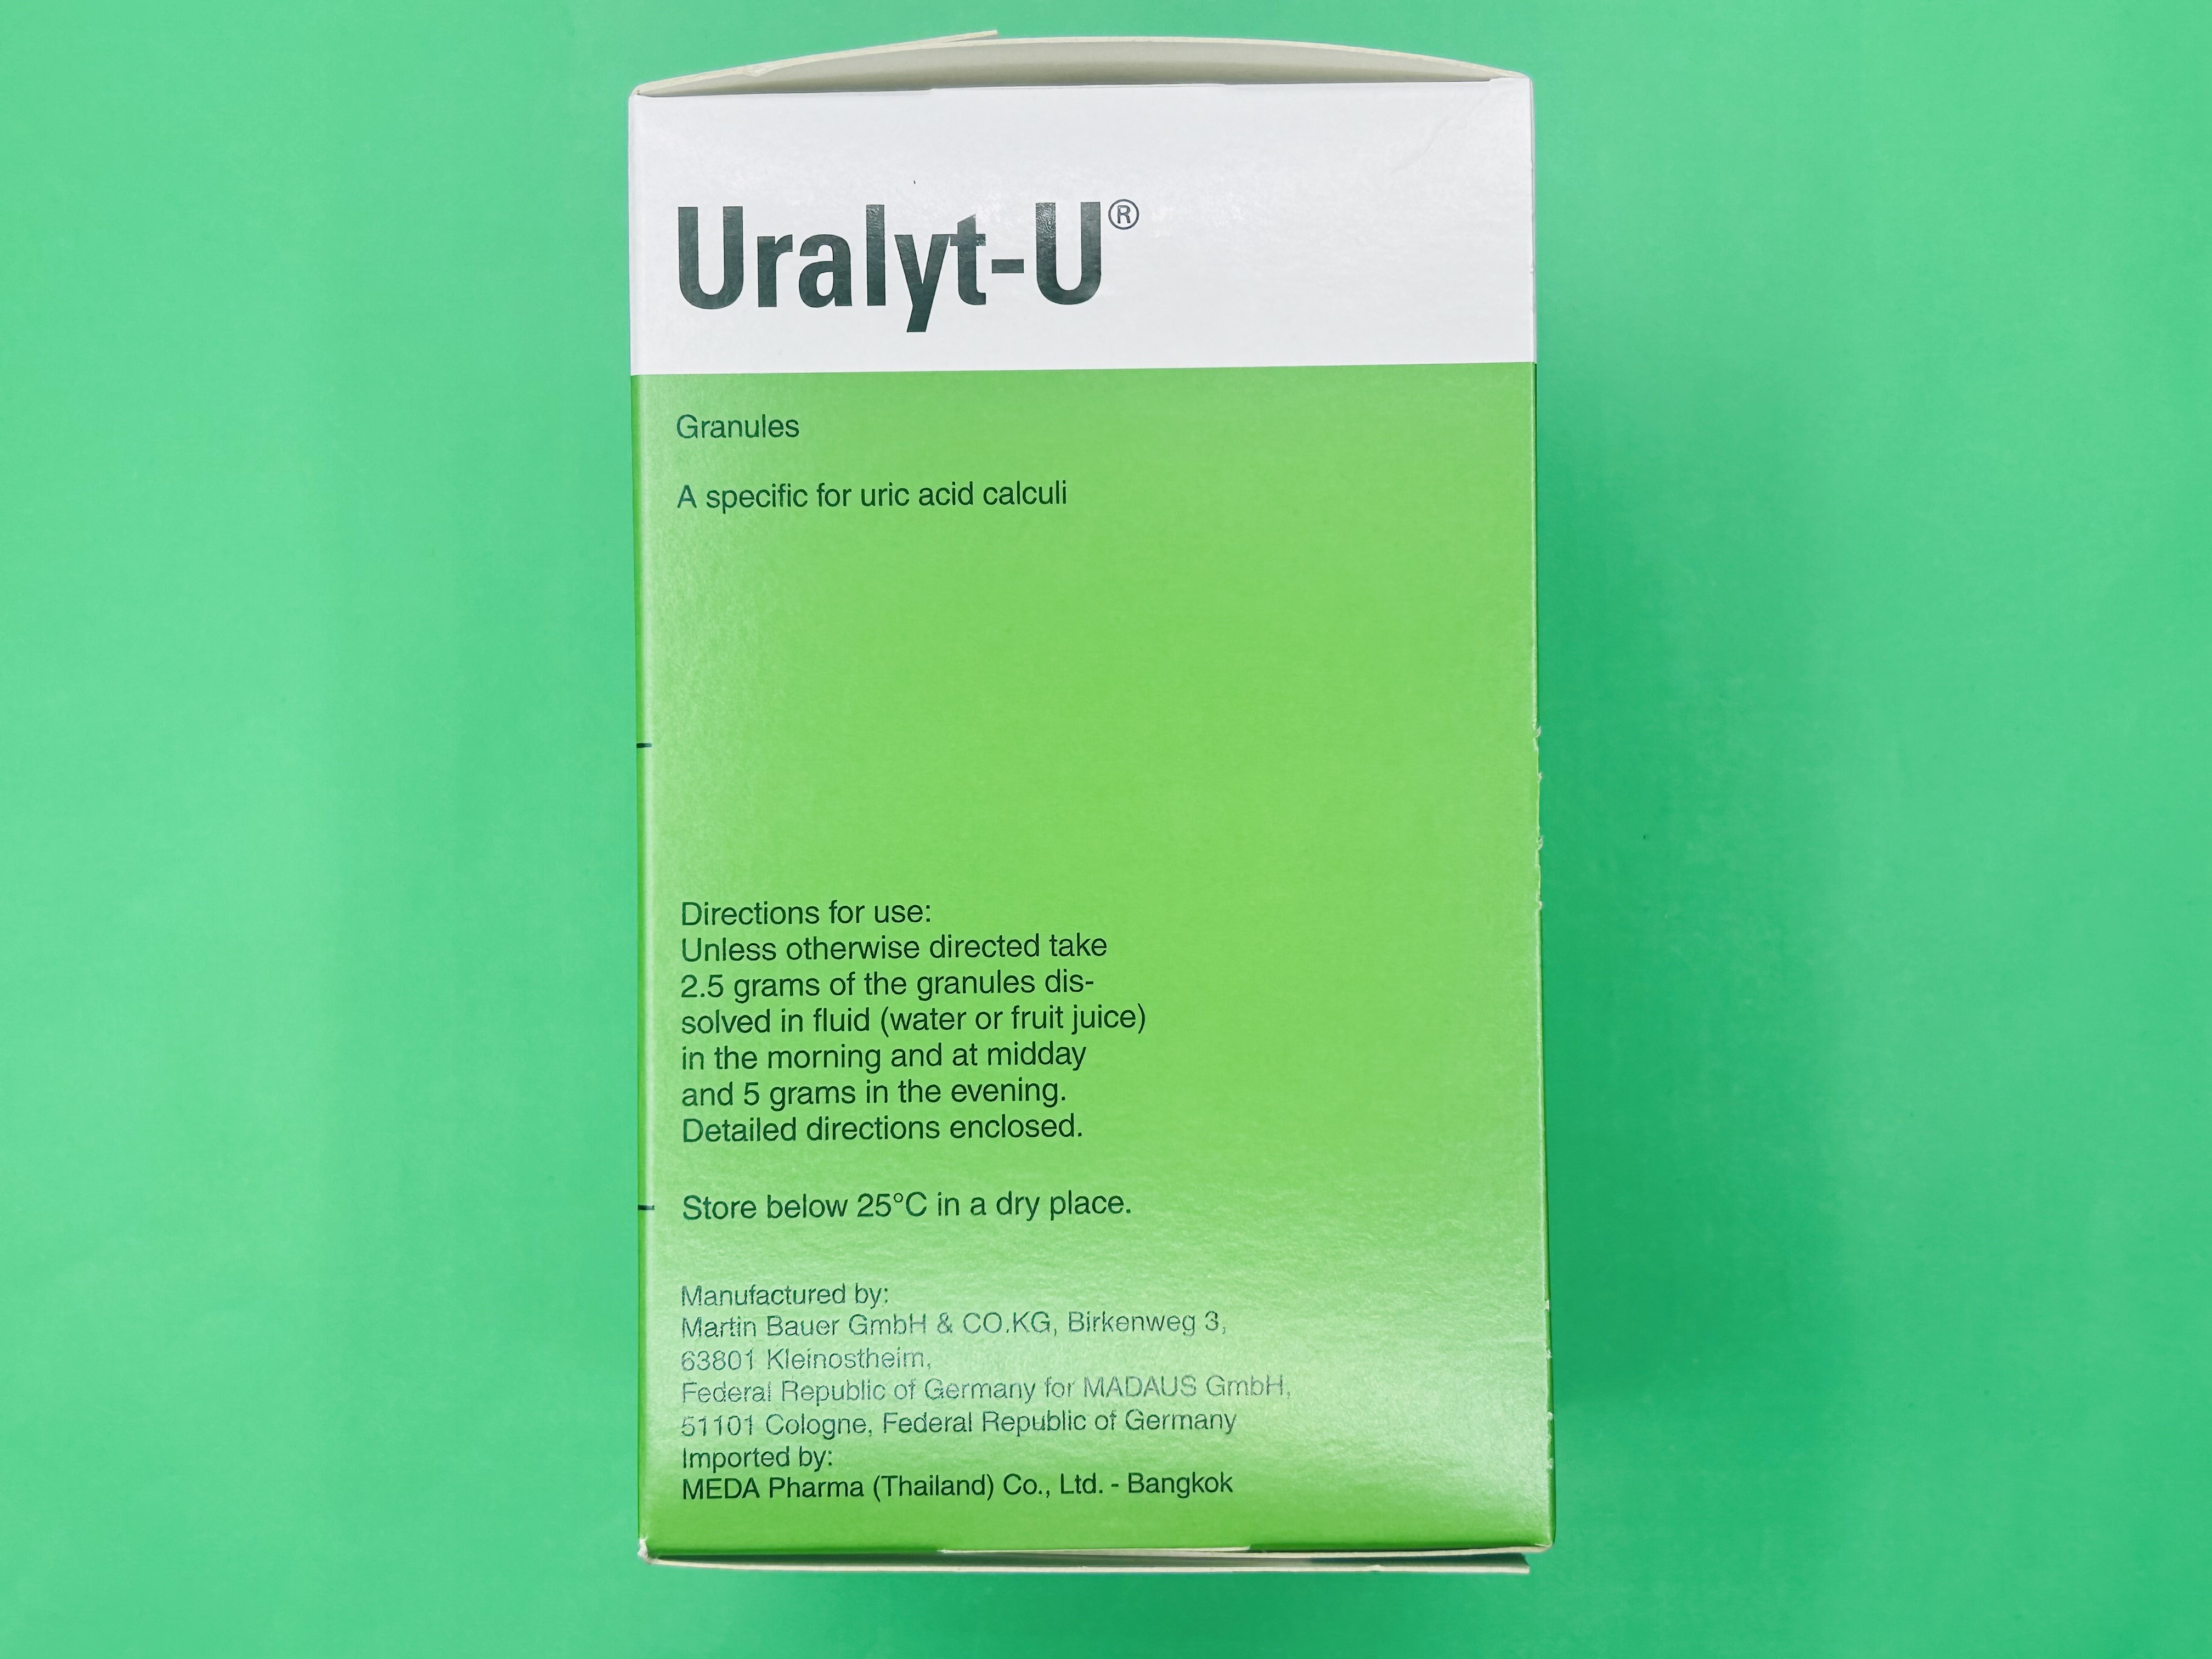 Uralyt-U®
Granules
A specific for uric acid calculi
Directions for use:
Unless otherwise directed take
2.5 grams of the granules dis-
solved in fluid (water or fruit juice)
in the morning and at midday
and 5 grams in the evening.
Detailed directions enclosed.
Store below 25°C in a dry place.
Manufactured by:
Martin Bauer GmbH & CO.KG, Birkenweg 3,
63801 Kleinostheim,
Federal Republic of Germany for MADAUS GmbH,
51101 Cologne, Federal Republic of Germany
Imported by:
MEDA Pharma (Thailand) Co., Ltd. - Bangkok